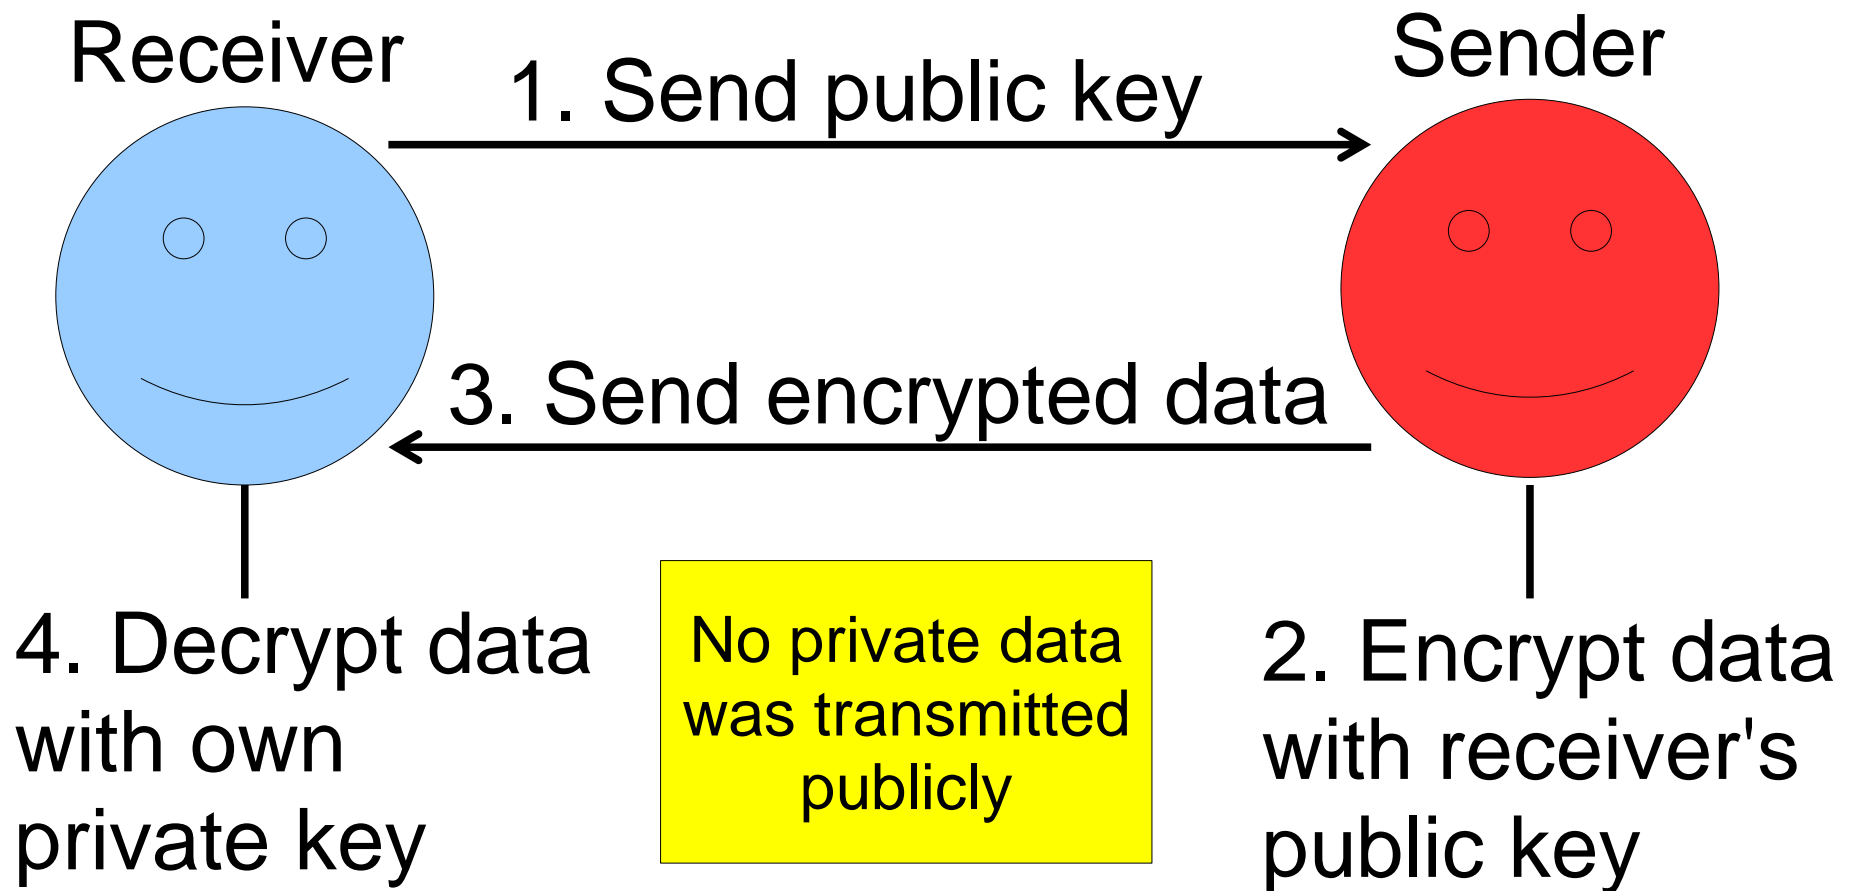 Receiver
Sender
1. Send public key
3. Send encrypted data
4. Decrypt data
with own
private key
No private data
was transmitted
publicly
2. Encrypt data
with receiver's
public key